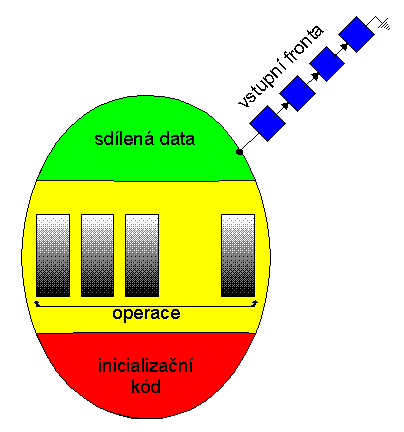 vstupní fronta
sdílená data
operace
inicializační
kód